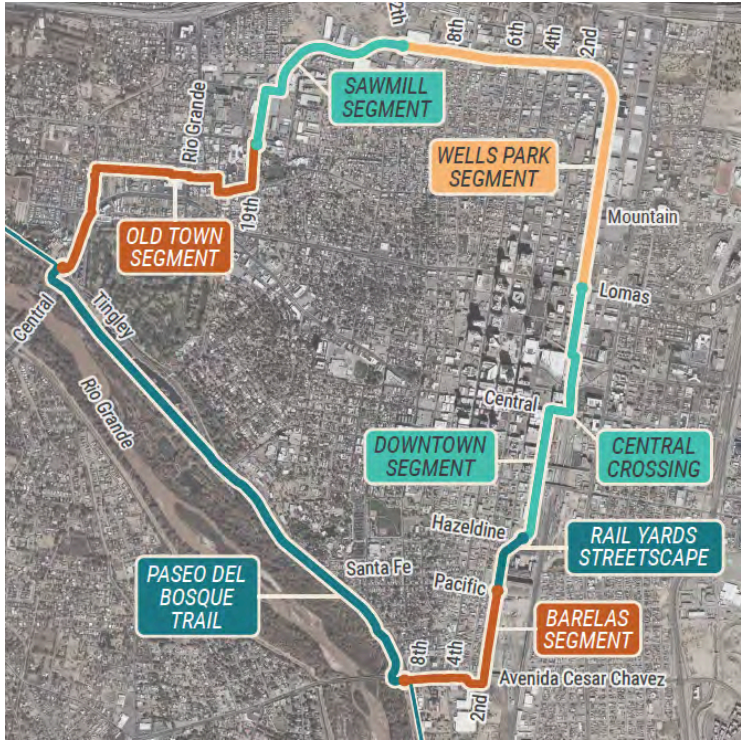 12th
8th
6th
4th
2nd
SAWMILL
SEGMENT
Rio Grande
WELLS PARK
SEGMENT
19th
OLD TOWN
SEGMENT
Mountain
Central
Tingley
Lomas
Rio Grande
Central
DOWNTOWN
SEGMENT
CENTRAL
CROSSING
Hazeldine
RAIL YARDS
STREETSCAPE
Santa Fe
Pacific
PASEO DEL
BOSQUE
TRAIL
BARELAS
SEGMENT
8th
4th
2nd
Avenida Cesar Chavez